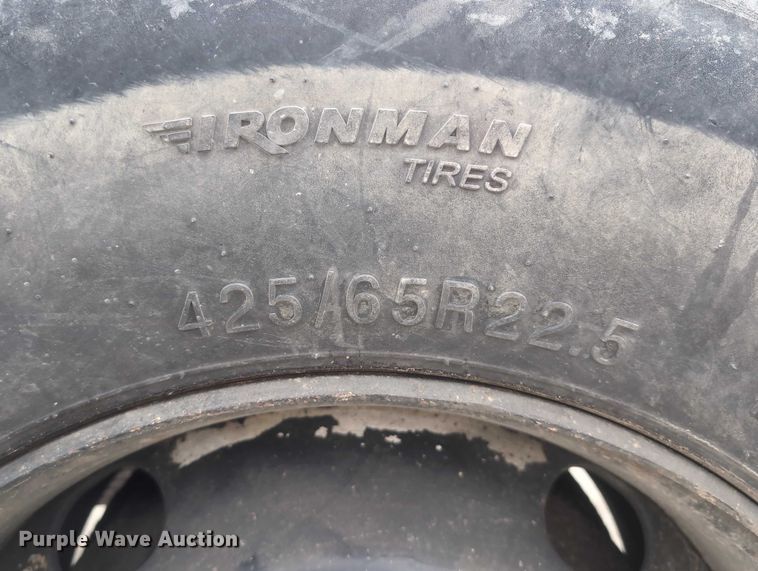 IRONMAN
TIRES
425/65R22.5
Purple Wave Auction®